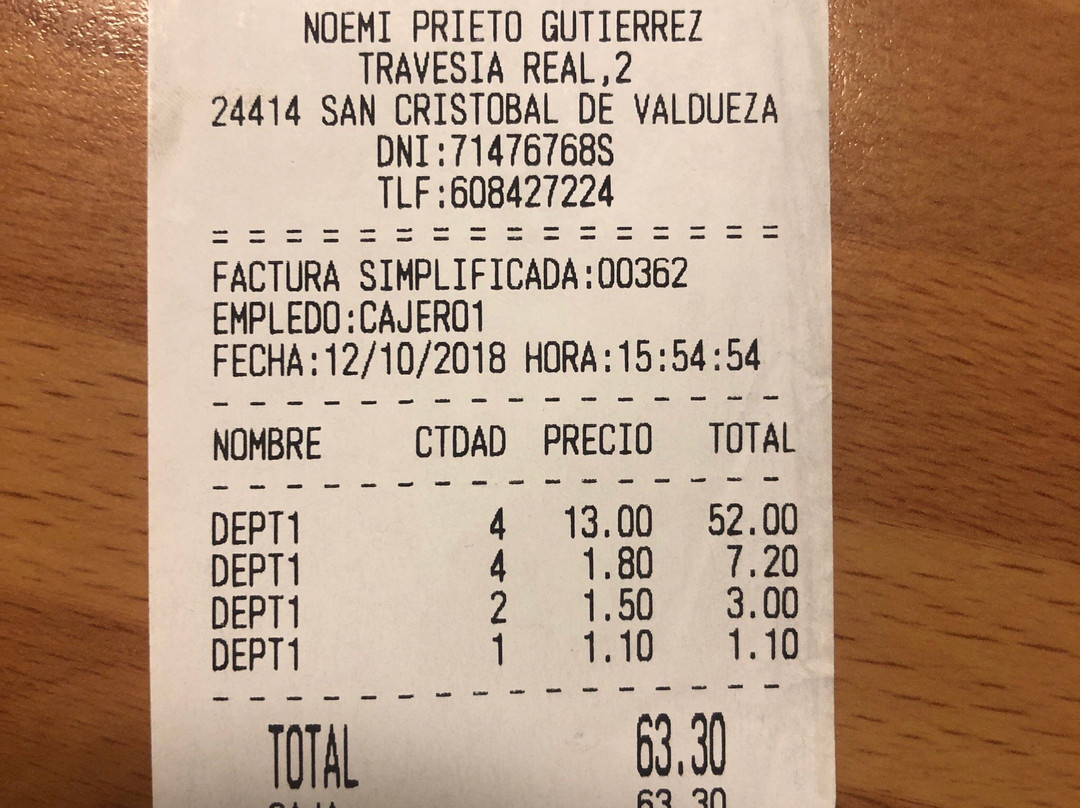 NOEMI PRIETO GUTIERREZ
TRAVESIA REAL,2
24414 SAN CRISTOBAL DE VALDUEZA
DNI:71476768S
TLF:608427224
= = = = = = = = = = = = = = = =
FACTURA SIMPLIFICADA:00362
EMPLEDO:CAJERO1
FECHA:12/10/2018 HORA:15:54:54
- - - - - - - - - - - - - - - -
NOMBRE CTDAD PRECIO TOTAL
- - - - - - - - - - - - - - - -
DEPT1 4 13.00 52.00
DEPT1 4 1.80 7.20
DEPT1 2 1.50 3.00
DEPT1 1 1.10 1.10
- - - - - - - - - - - - - - - -
TOTAL 63.30
63.30